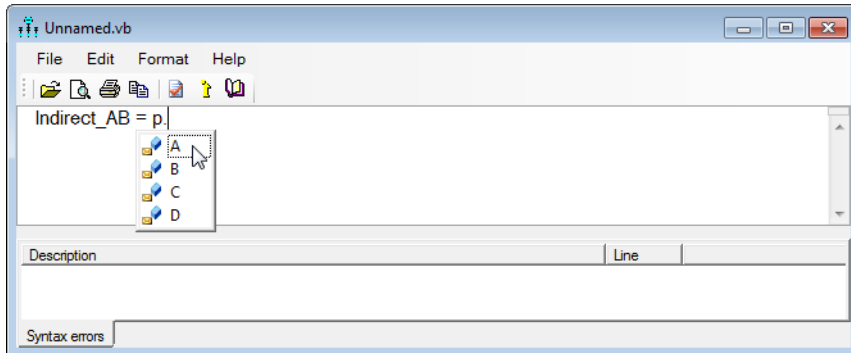 Unnamed.vb
File Edit Format Help
Indirect_AB = p.
A
B
C
D
Description Line
Syntax errors